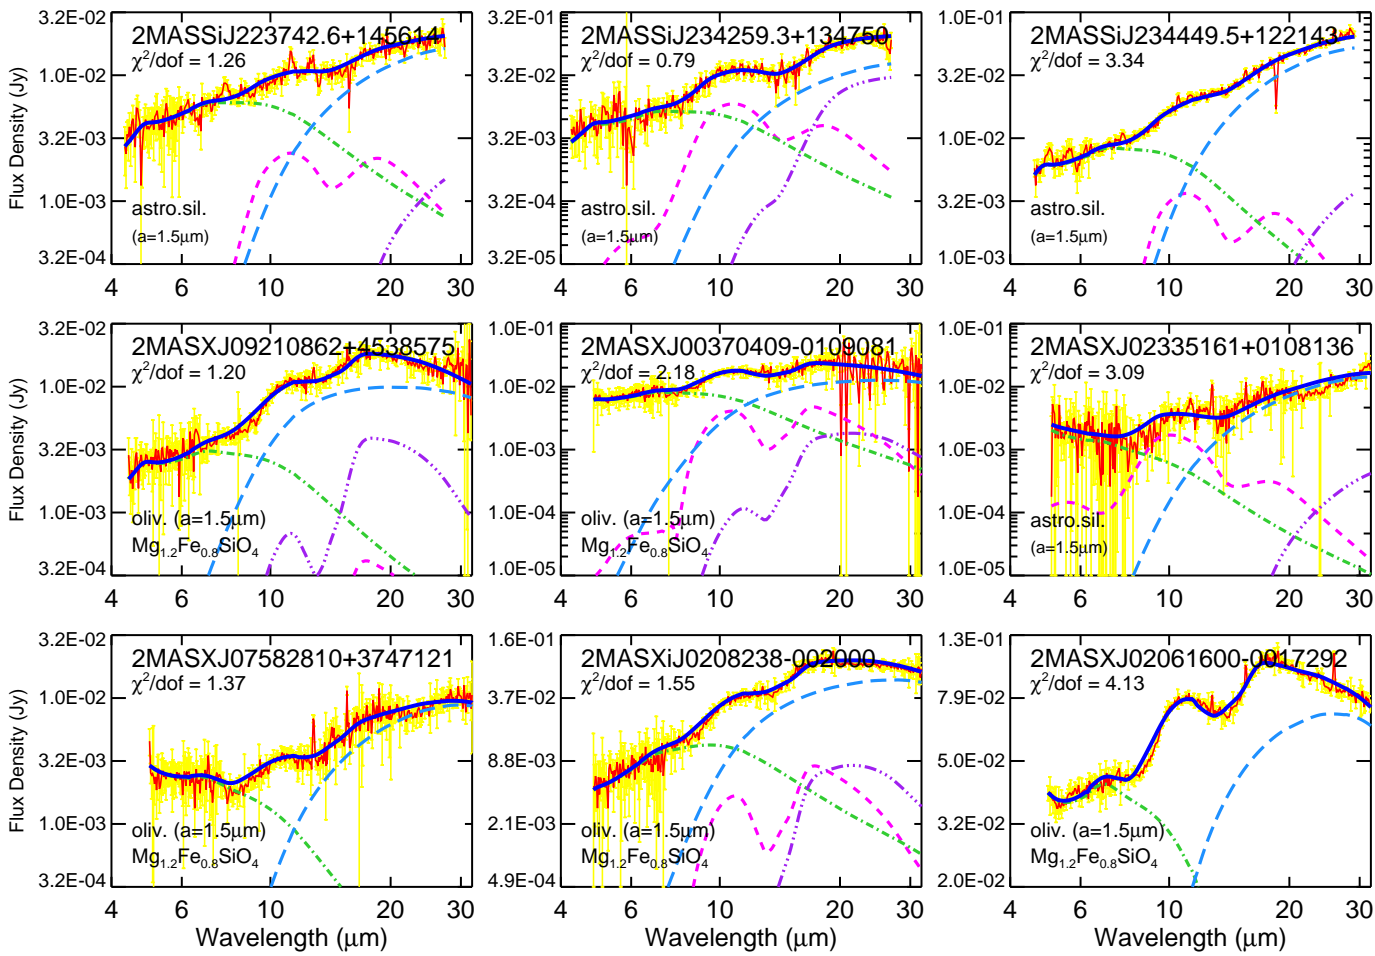 3.2E-02
1.0E-02
3.2E-03
1.0E-03
3.2E-04
Flux Density (Jy)
2MASSiJ223742.6+145614
χ²/dof = 1.26
astro.sil.
(a=1.5μm)
4 6 10 20 30
3.2E-01
3.2E-02
3.2E-03
3.2E-04
3.2E-05
2MASSiJ234259.3+134750
χ²/dof = 0.79
astro.sil.
(a=1.5μm)
4 6 10 20 30
1.0E-01
1.0E-02
1.0E-03
2MASSiJ234449.5+122143
χ²/dof = 3.34
astro.sil.
(a=1.5μm)
4 6 10 20 30
3.2E-02
1.0E-02
3.2E-03
1.0E-03
3.2E-04
Flux Density (Jy)
2MASXJ09210862+4538575
χ²/dof = 1.20
oliv. (a=1.5μm)
Mg1.2Fe0.8SiO4
4 6 10 20 30
1.0E-01
1.0E-02
1.0E-03
1.0E-04
1.0E-05
2MASXJ00370409-0109081
χ²/dof = 2.18
oliv. (a=1.5μm)
Mg1.2Fe0.8SiO4
4 6 10 20 30
1.0E-01
1.0E-02
1.0E-03
1.0E-04
1.0E-05
2MASXJ02335161+0108136
χ²/dof = 3.09
astro.sil.
(a=1.5μm)
4 6 10 20 30
3.2E-02
1.0E-02
3.2E-03
1.0E-03
3.2E-04
Flux Density (Jy)
2MASXJ07582810+3747121
χ²/dof = 1.37
oliv. (a=1.5μm)
Mg1.2Fe0.8SiO4
4 6 10 20 30
Wavelength (μm)
1.6E-01
3.7E-02
8.8E-03
2.1E-03
4.9E-04
2MASXiJ0208238-002000
χ²/dof = 1.55
oliv. (a=1.5μm)
Mg1.2Fe0.8SiO4
4 6 10 20 30
Wavelength (μm)
1.3E-01
7.9E-02
5.0E-02
3.2E-02
2.0E-02
2MASXJ02061600-0017292
χ²/dof = 4.13
oliv. (a=1.5μm)
Mg1.2Fe0.8SiO4
4 6 10 20 30
Wavelength (μm)